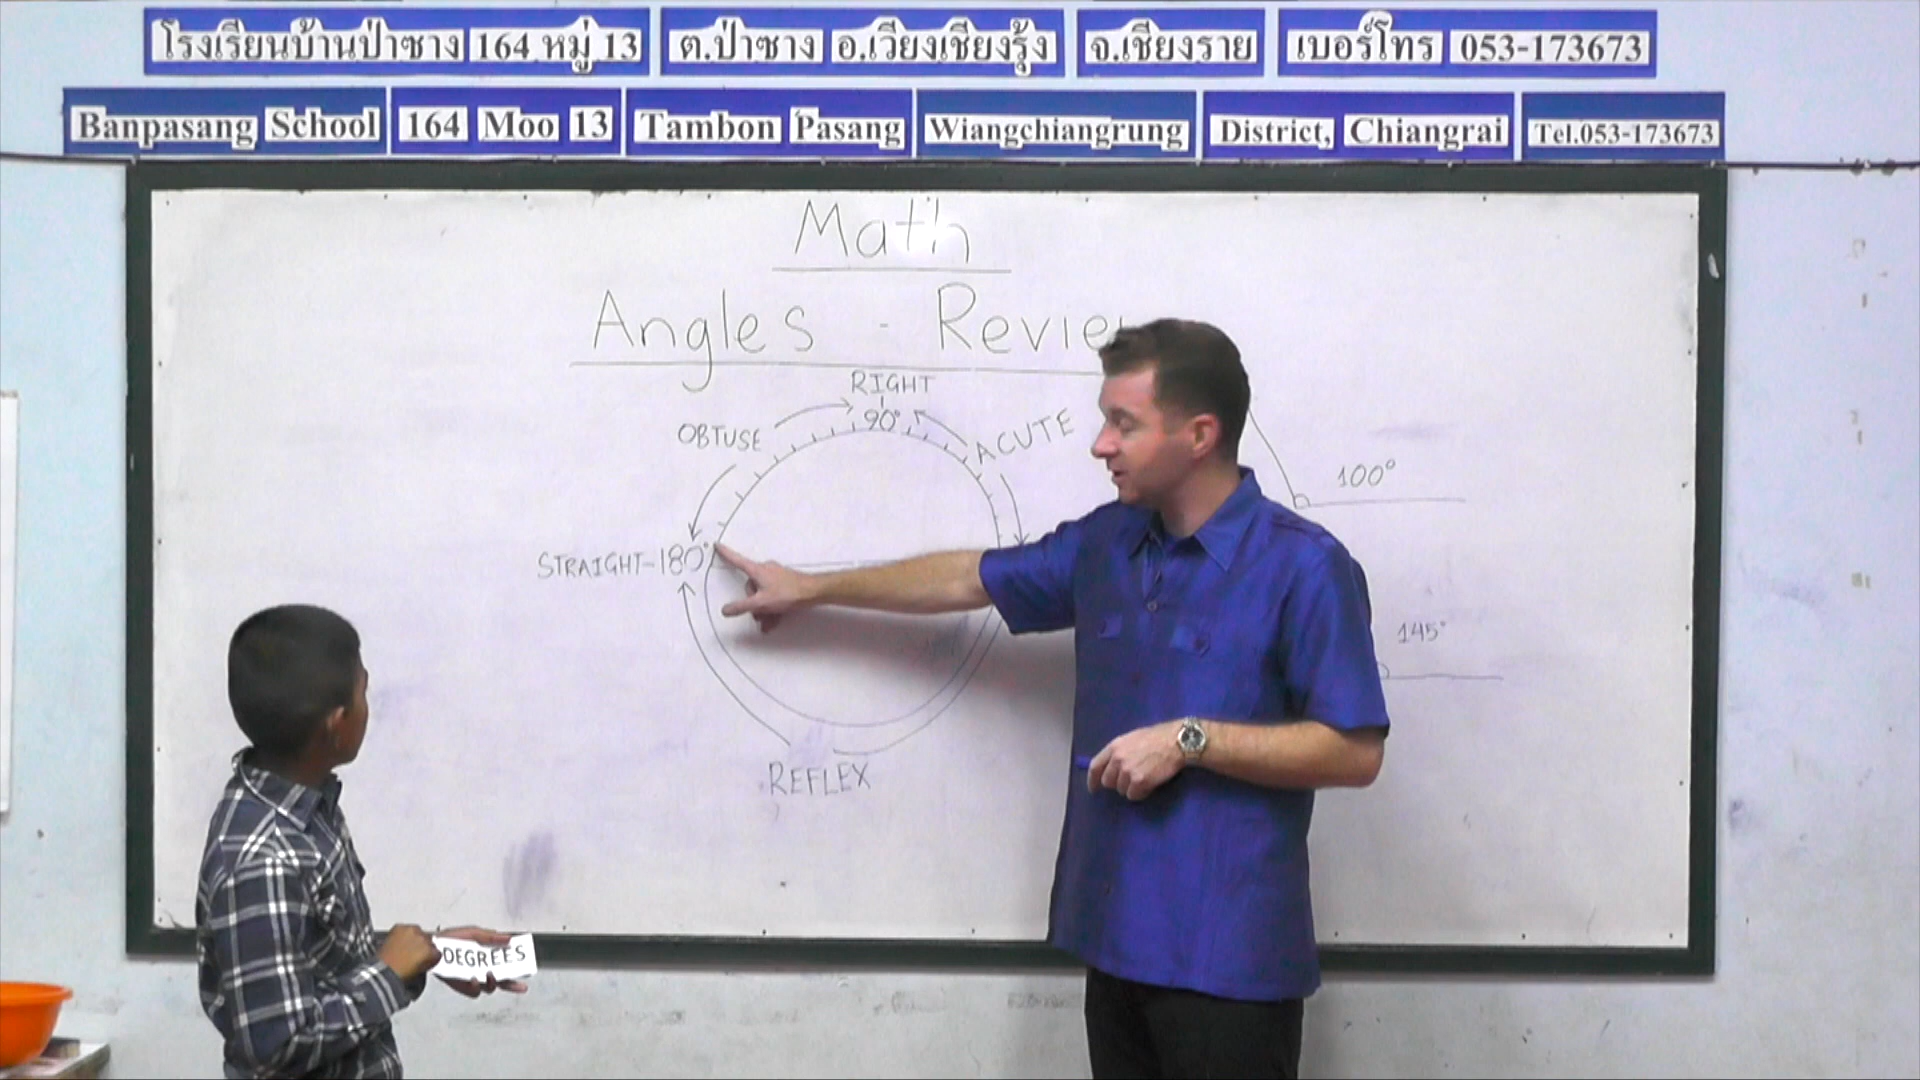 โรงเรียนบ้านป่าซาง 164 หมู่ 13 ต.ป่าซาง อ.เวียงเชียงรุ้ง จ.เชียงราย เบอร์โทร 053-173673
Banpasang School 164 Moo 13 Tambon Pasang Wiangchiangrung District, Chiangrai Tel.053-173673
Math
Angles - Revie
RIGHT
90°
OBTUSE
ACUTE
100°
STRAIGHT-180°
145°
REFLEX
DEGREES